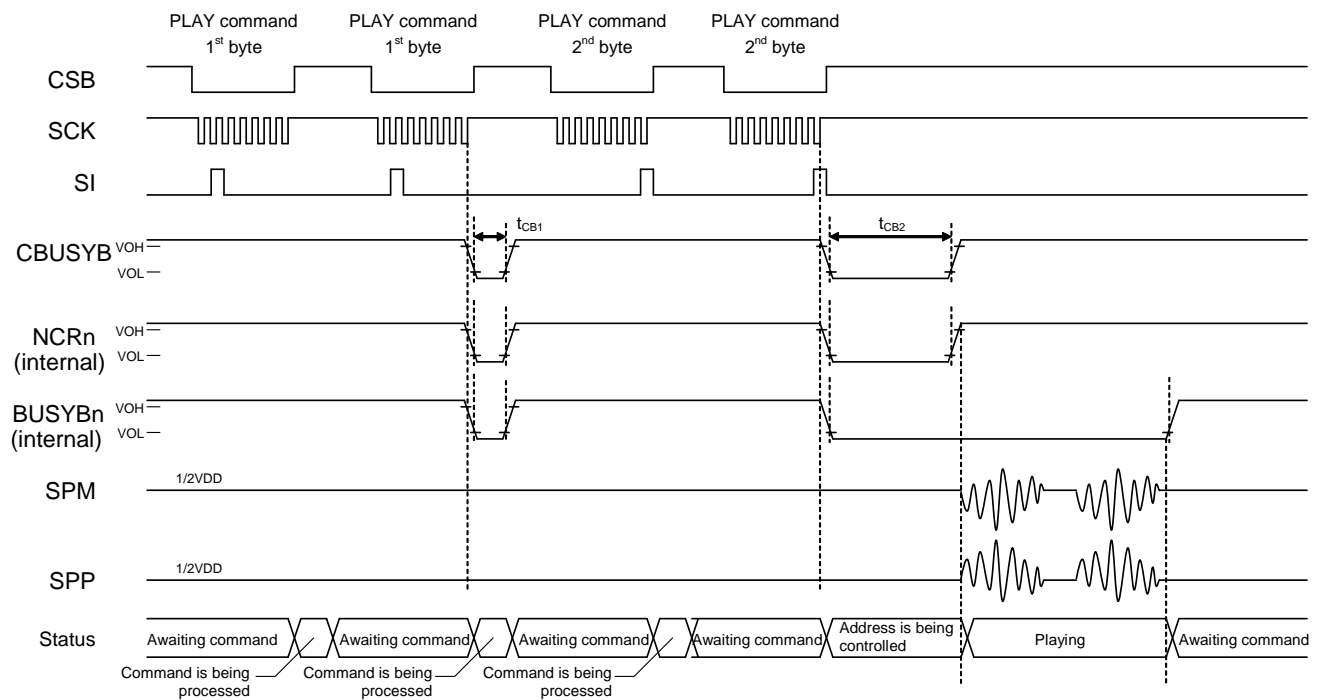 PLAY command PLAY command PLAY command PLAY command
1st byte 1st byte 2nd byte 2nd byte
CSB
SCK
SI
tCB1 tCB2
CBUSYB VOH
VOL
NCRn VOH
(internal) VOL
BUSYBn VOH
(internal) VOL
SPM 1/2VDD
SPP 1/2VDD
Status Awaiting command Awaiting command Awaiting command Awaiting command Address is being controlled Playing Awaiting command
Command is being Command is being Command is being
processed processed processed